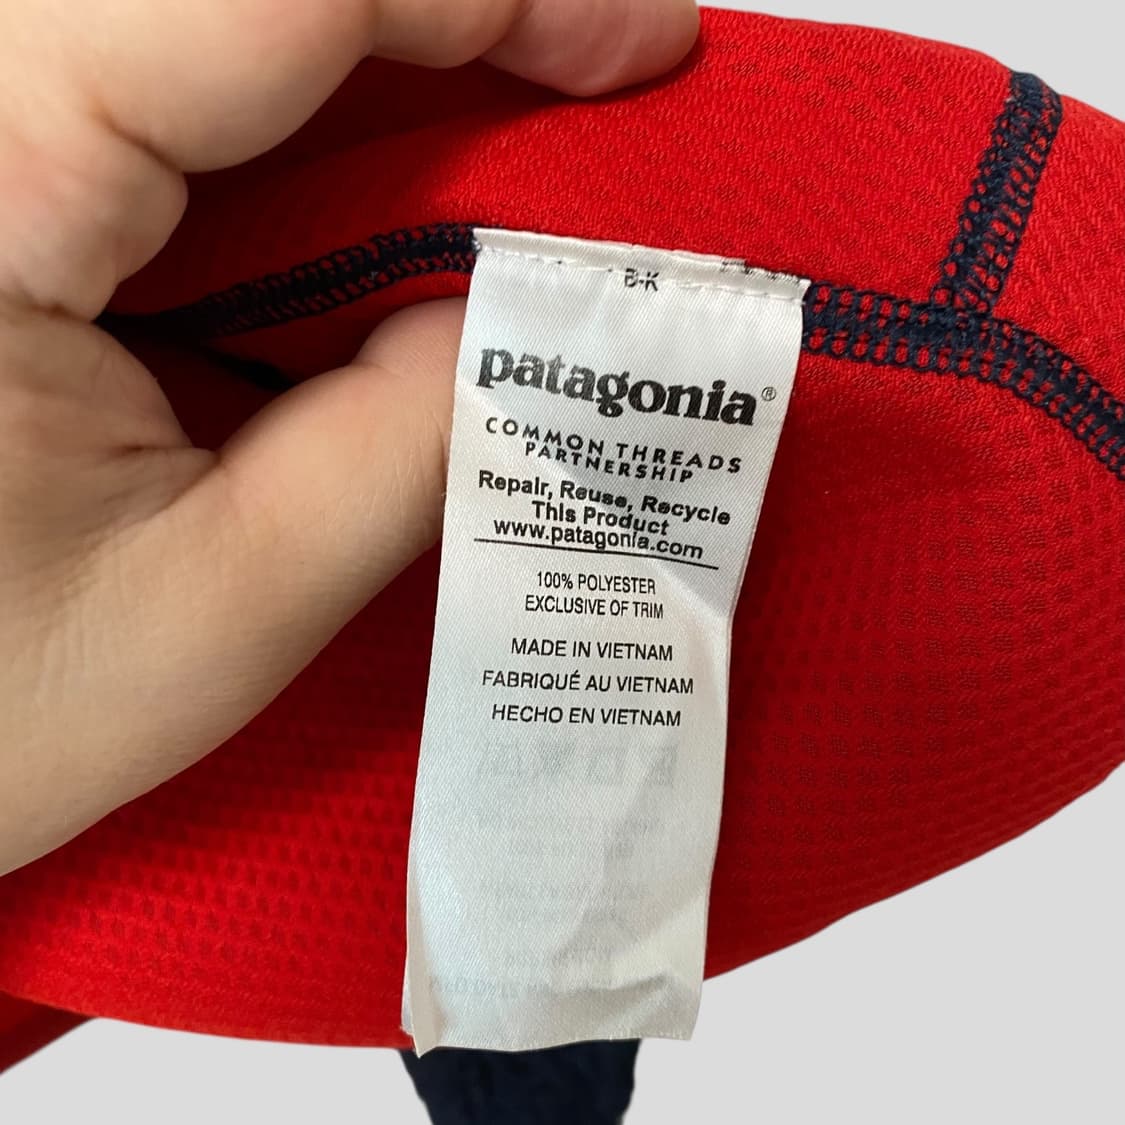 B-K
patagonia®
COMMON THREADS
PARTNERSHIP
Repair, Reuse, Recycle
This Product
www.patagonia.com
100% POLYESTER
EXCLUSIVE OF TRIM
MADE IN VIETNAM
FABRIQUÉ AU VIETNAM
HECHO EN VIETNAM